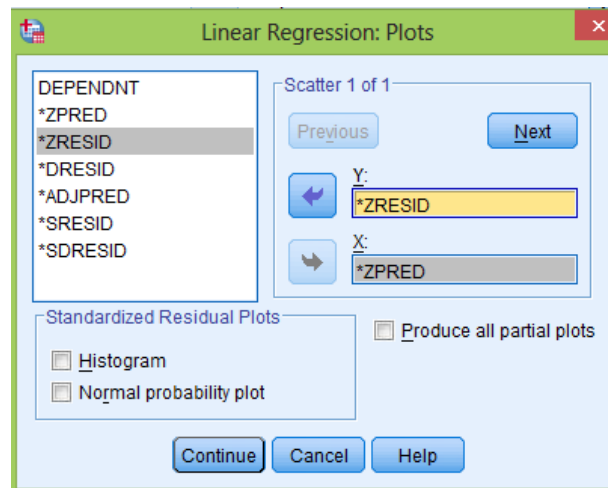 Linear Regression: Plots
DEPENDNT
*ZPRED
*ZRESID
*DRESID
*ADJPRED
*SRESID
*SDRESID
Scatter 1 of 1
Previous
Next
Y:
*ZRESID
X:
*ZPRED
Standardized Residual Plots
Histogram
Normal probability plot
Produce all partial plots
Continue
Cancel
Help